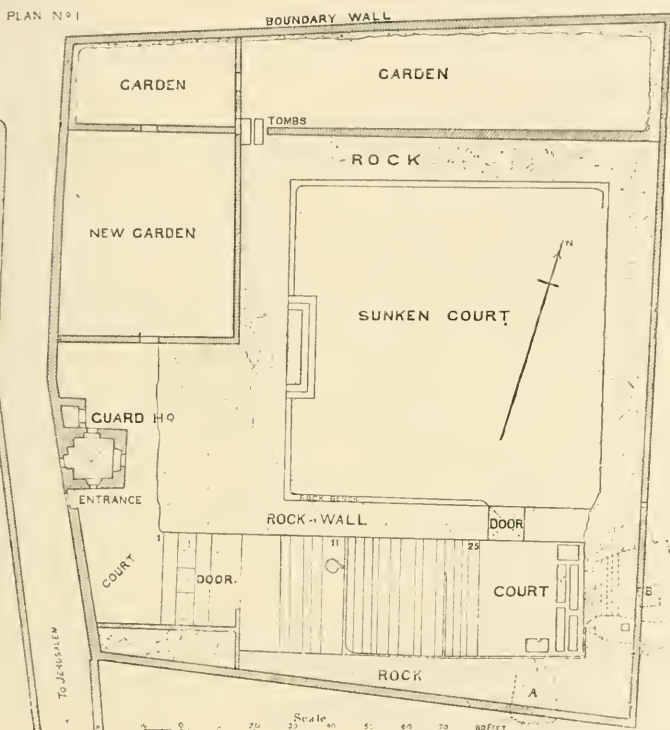 PLAN Nº1
BOUNDARY WALL
GARDEN
GARDEN
TOMBS
ROCK
NEW GARDEN
N
SUNKEN COURT
GUARD HO
ENTRANCE
ROCK BENCH
ROCK-WALL
DOOR
1
11
25
COURT
DOOR.
COURT
B
TO JERUSALEM
ROCK
A
Scale
10 0 20 30 40 50 60 70 80 FEET